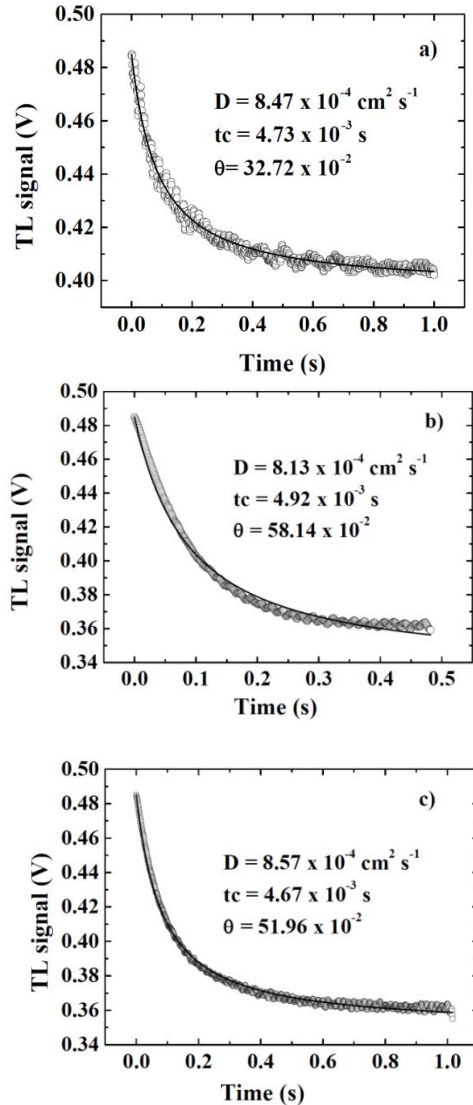 0.50
a)
0.48
D = 8.47 x 10⁻⁴ cm² s⁻¹
tc = 4.73 x 10⁻³ s
θ= 32.72 x 10⁻²
0.46
0.44
0.42
0.40
TL signal (V)
0.0 0.2 0.4 0.6 0.8 1.0
Time (s)
0.50
b)
0.48
D = 8.13 x 10⁻⁴ cm² s⁻¹
tc = 4.92 x 10⁻³ s
θ = 58.14 x 10⁻²
0.46
0.44
0.42
0.40
0.38
0.36
0.34
TL signal (V)
0.0 0.1 0.2 0.3 0.4 0.5
Time (s)
0.50
c)
0.48
D = 8.57 x 10⁻⁴ cm² s⁻¹
tc = 4.67 x 10⁻³ s
θ = 51.96 x 10⁻²
0.46
0.44
0.42
0.40
0.38
0.36
0.34
TL signal (V)
0.0 0.2 0.4 0.6 0.8 1.0
Time (s)